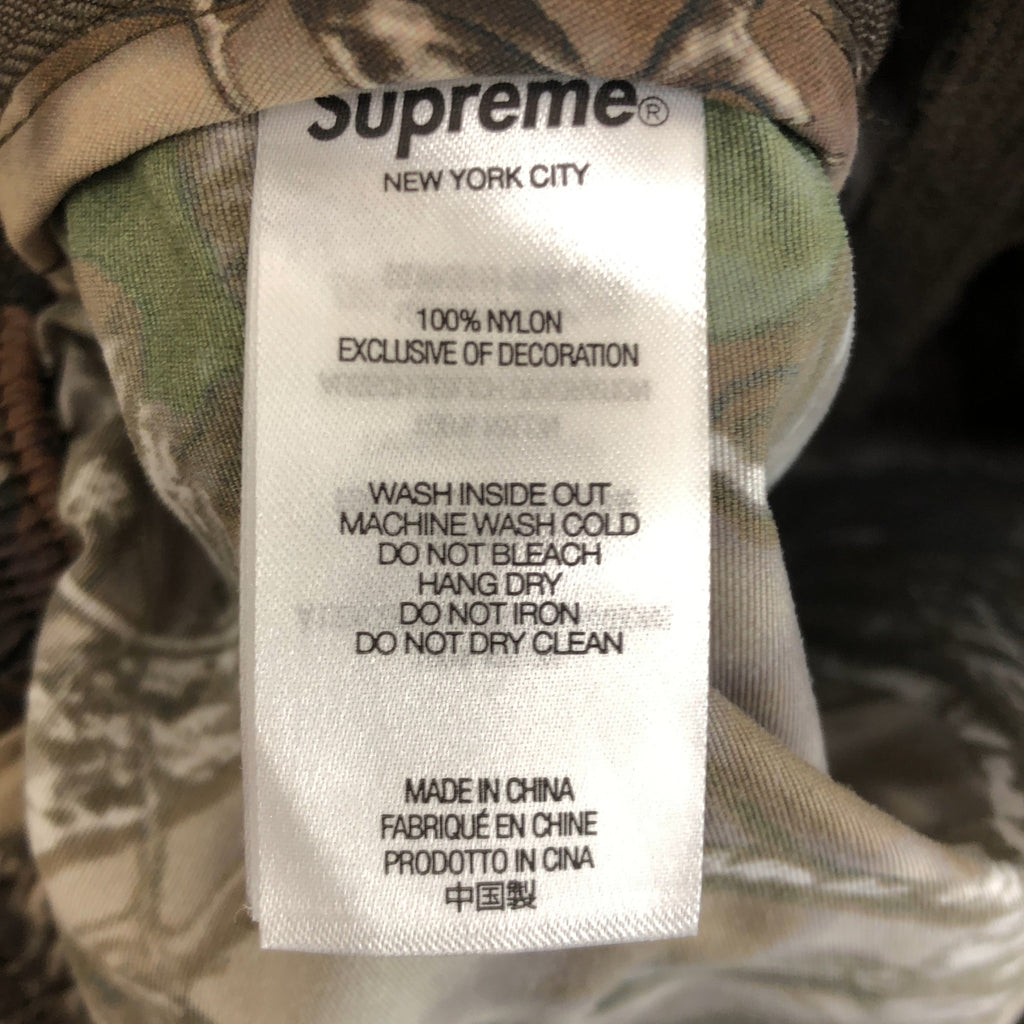 Supreme®
NEW YORK CITY
100% NYLON
EXCLUSIVE OF DECORATION
WASH INSIDE OUT
MACHINE WASH COLD
DO NOT BLEACH
HANG DRY
DO NOT IRON
DO NOT DRY CLEAN
MADE IN CHINA
FABRIQUÉ EN CHINE
PRODOTTO IN CINA
中国製